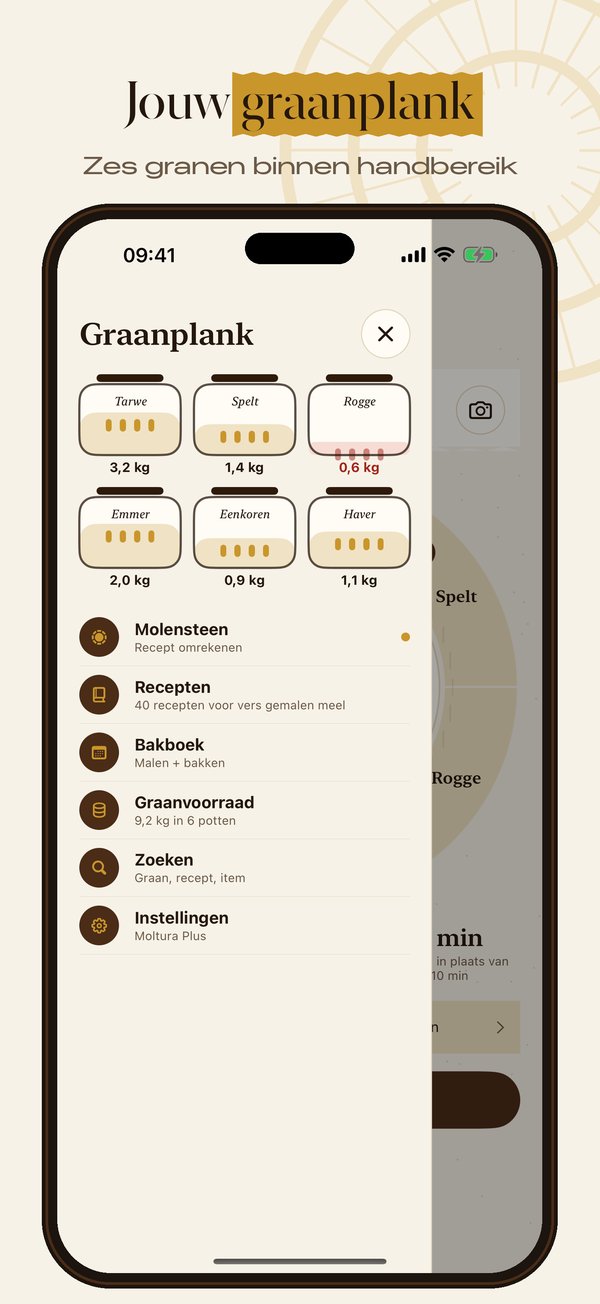 Jouw graanplank
Zes granen binnen handbereik
09:41
Graanplank
Tarwe
Spelt
Rogge
3,2 kg
1,4 kg
0,6 kg
Emmer
Eenkoren
Haver
2,0 kg
0,9 kg
1,1 kg
Molensteen
Recept omrekenen
Recepten
40 recepten voor vers gemalen meel
Bakboek
Malen + bakken
Graanvoorraad
9,2 kg in 6 potten
Zoeken
Graan, recept, item
Instellingen
Moltura Plus
Spelt
Rogge
min
in plaats van
10 min
n